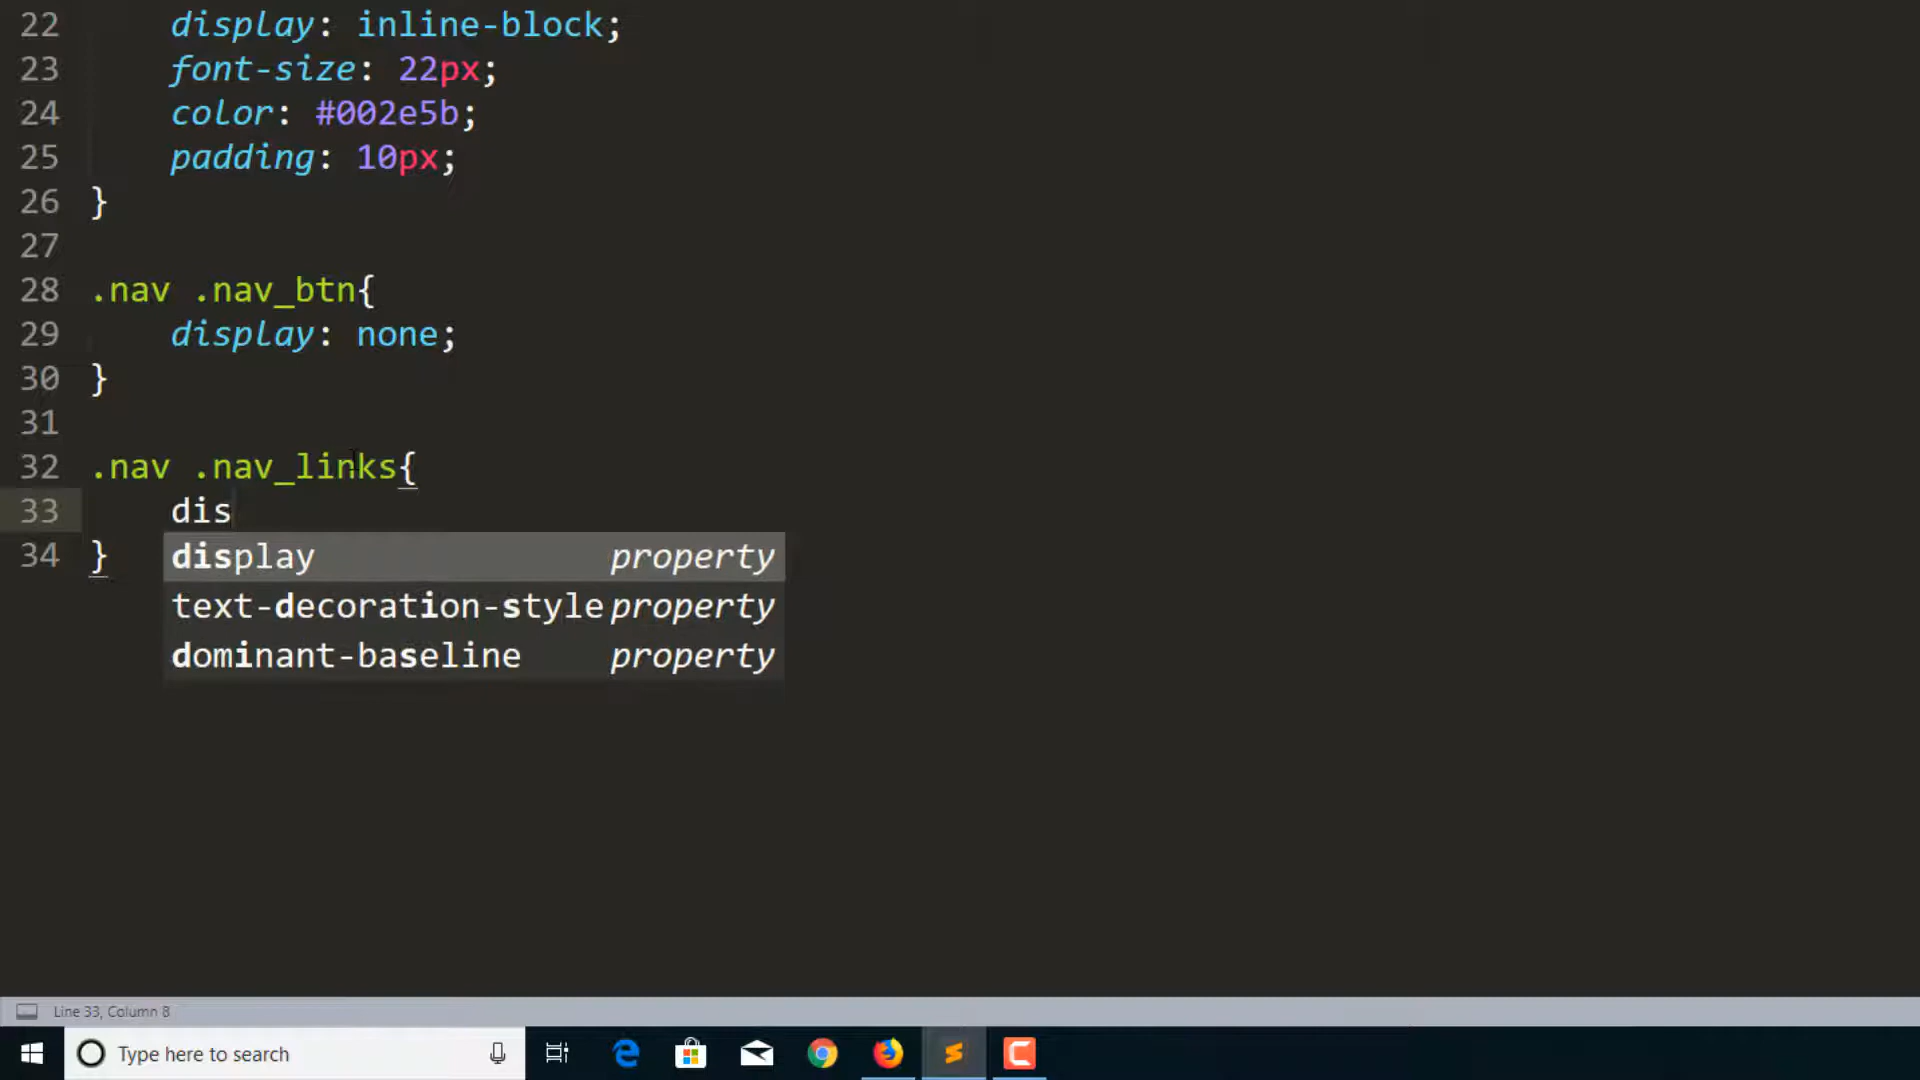 22 display: inline-block;
23 font-size: 22px;
24 color: #002e5b;
25 padding: 10px;
26 }
27
28 .nav .nav_btn{
29 display: none;
30 }
31
32 .nav .nav_links{
33 dis
34 }
display property
text-decoration-style property
dominant-baseline property
Line 33, Column 8
Type here to search